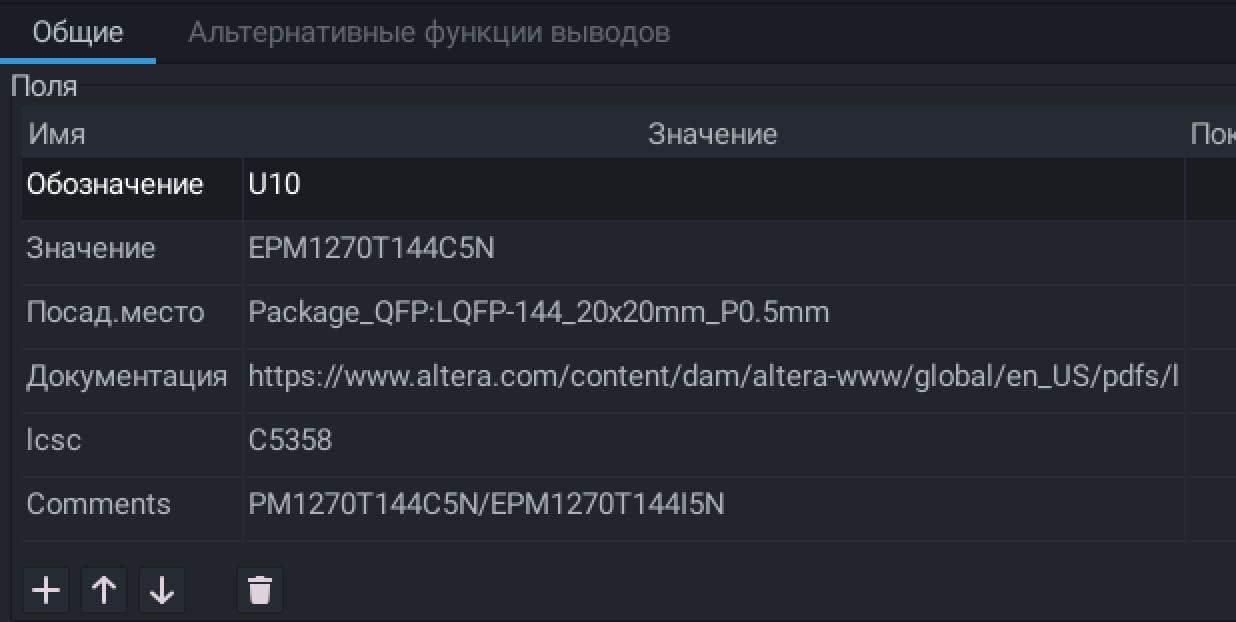 Общие Альтернативные функции выводов
Поля
Имя Значение
Обозначение U10
Значение EPM1270T144C5N
Посад.место Package_QFP:LQFP-144_20x20mm_P0.5mm
Документация https://www.altera.com/content/dam/altera-www/global/en_US/pdfs/l
lcsc C5358
Comments PM1270T144C5N/EPM1270T144I5N